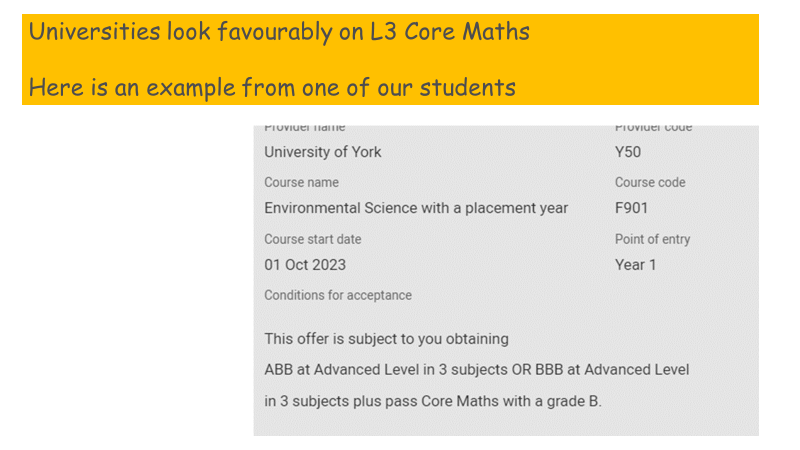 Universities look favourably on L3 Core Maths
Here is an example from one of our students
Provider name Provider code
University of York Y50
Course name Course code
Environmental Science with a placement year F901
Course start date Point of entry
01 Oct 2023 Year 1
Conditions for acceptance
This offer is subject to you obtaining
ABB at Advanced Level in 3 subjects OR BBB at Advanced Level
in 3 subjects plus pass Core Maths with a grade B.